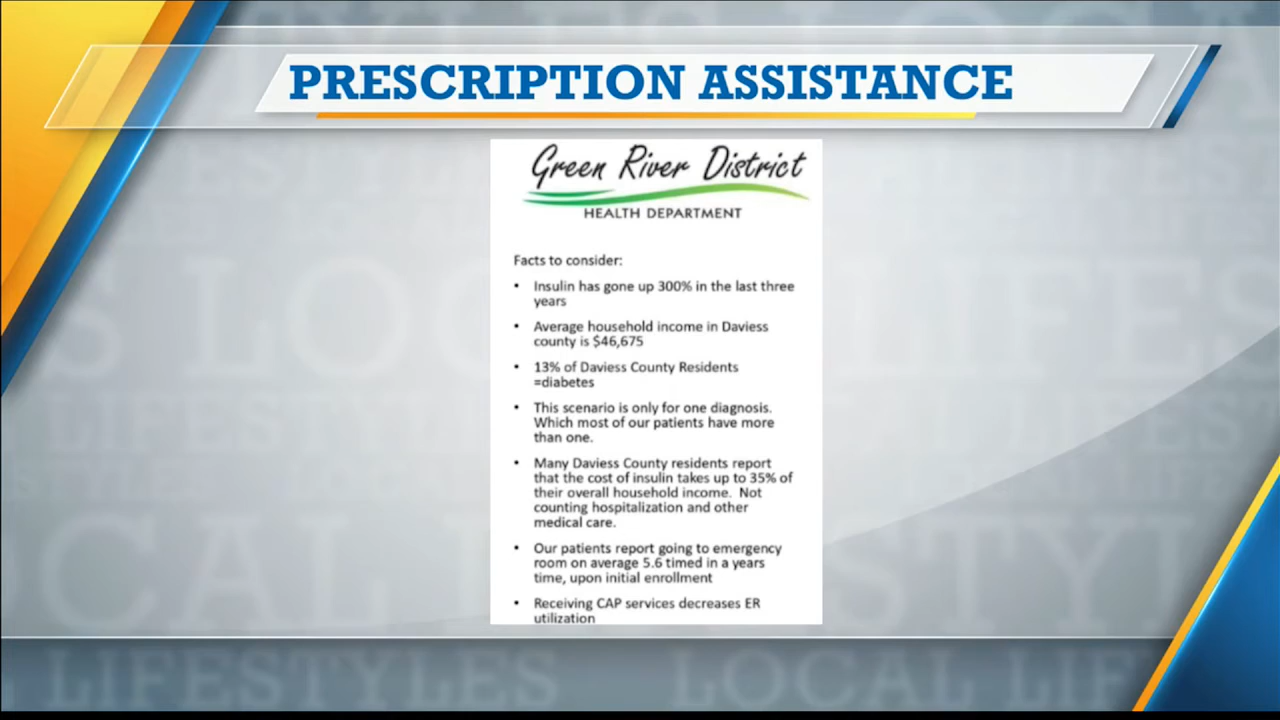 PRESCRIPTION ASSISTANCE
Green River District
HEALTH DEPARTMENT
Facts to consider:
• Insulin has gone up 300% in the last three
years
• Average household income in Daviess
county is $46,675
• 13% of Daviess County Residents
=diabetes
• This scenario is only for one diagnosis.
Which most of our patients have more
than one.
• Many Daviess County residents report
that the cost of insulin takes up to 35% of
their overall household income.  Not
counting hospitalization and other
medical care.
• Our patients report going to emergency
room on average 5.6 timed in a years
time, upon initial enrollment
• Receiving CAP services decreases ER
utilization
LIFESTYLES
LOCAL LIFE